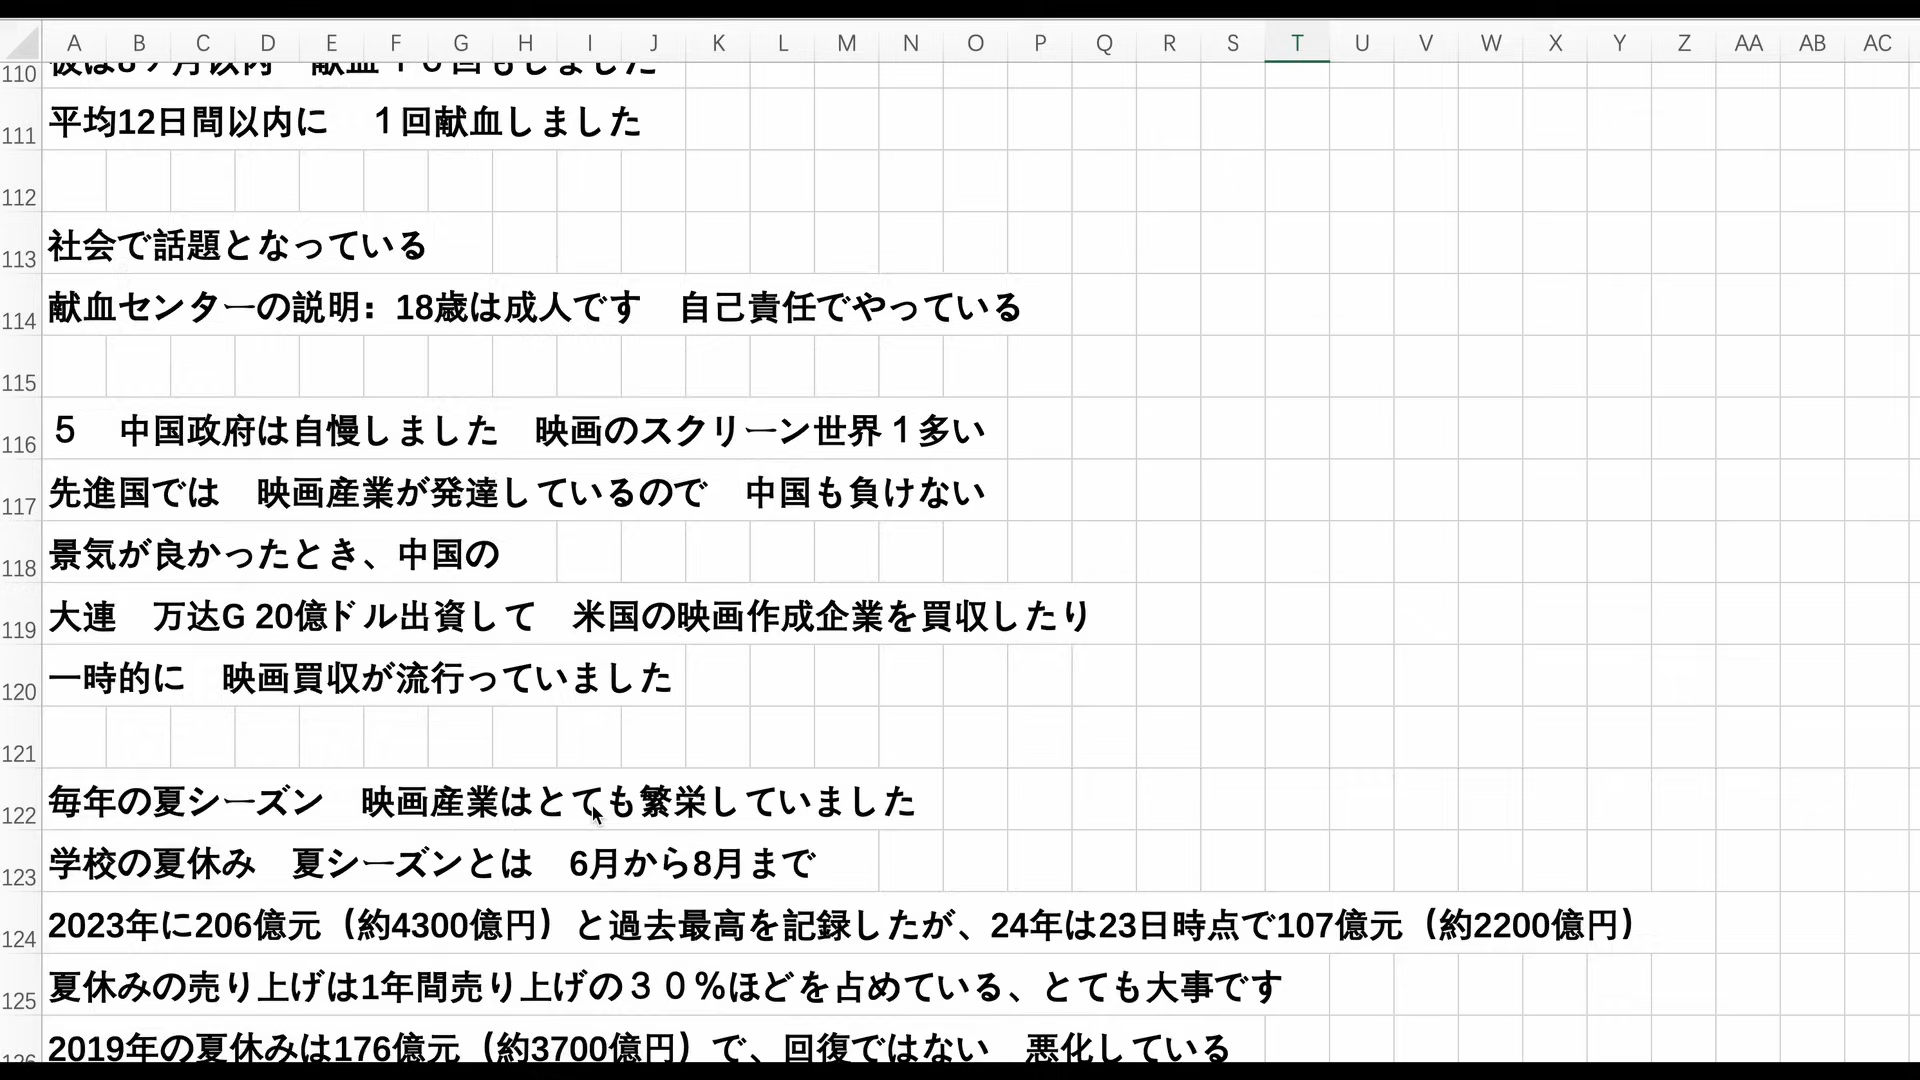 A B C D E F G H I J K L M N O P Q R S T U V W X Y Z AA AB AC
110 彼は8ヶ月以内　献血１６回もしました
111 平均12日間以内に　１回献血しました
112
113 社会で話題となっている
114 献血センターの説明：18歳は成人です　自己責任でやっている
115
116 ５　中国政府は自慢しました　映画のスクリーン世界１多い
117 先進国では　映画産業が発達しているので　中国も負けない
118 景気が良かったとき、中国の
119 大連　万达G 20億ドル出資して　米国の映画作成企業を買収したり
120 一時的に　映画買収が流行っていました
121
122 毎年の夏シーズン　映画産業はとても繁栄していました
123 学校の夏休み　夏シーズンとは　6月から8月まで
124 2023年に206億元（約4300億円）と過去最高を記録したが、24年は23日時点で107億元（約2200億円）
125 夏休みの売り上げは1年間売り上げの３０％ほどを占めている、とても大事です
126 2019年の夏休みは176億元（約3700億円）で、回復ではない　悪化している